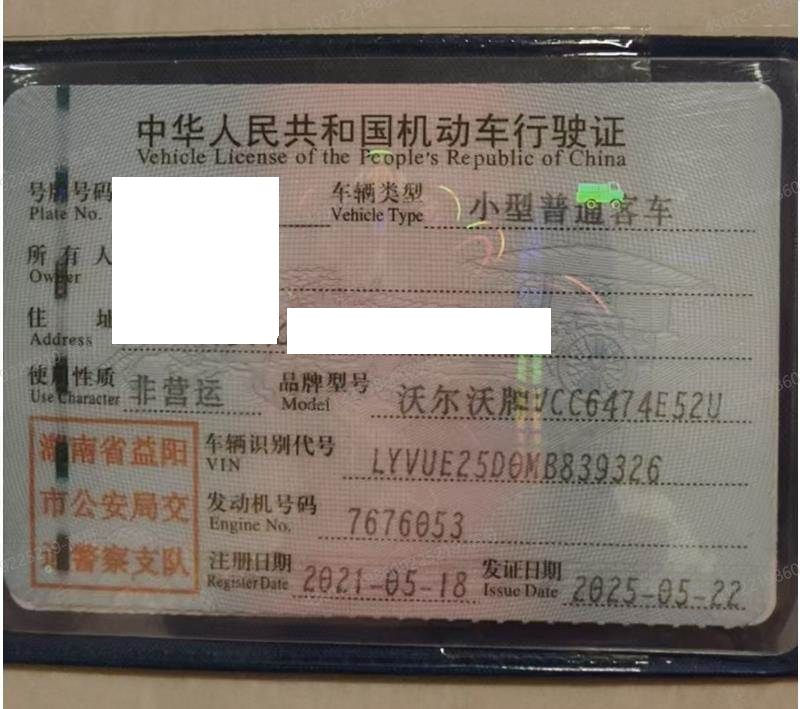 中华人民共和国机动车行驶证
Vehicle License of the People's Republic of China
号牌号码
Plate No.
车辆类型 小型普通客车
Vehicle Type
所有人
Owner
住址
Address
使用性质 非营运
Use Character
品牌型号 沃尔沃牌VCC6474E52U
Model
湖南省益阳
市公安局交
通警察支队
车辆识别代号 LYVUE25D0MB839326
VIN
发动机号码 7676053
Engine No.
注册日期 2021-05-18
Register Date
发证日期 2025-05-22
Issue Date